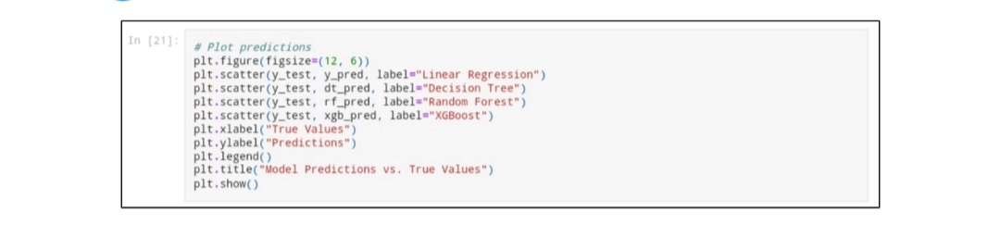 In [21]:
# Plot predictions
plt.figure(figsize=(12, 6))
plt.scatter(y_test, y_pred, label="Linear Regression")
plt.scatter(y_test, dt_pred, label="Decision Tree")
plt.scatter(y_test, rf_pred, label="Random Forest")
plt.scatter(y_test, xgb_pred, label="XGBoost")
plt.xlabel("True Values")
plt.ylabel("Predictions")
plt.legend()
plt.title("Model Predictions vs. True Values")
plt.show()